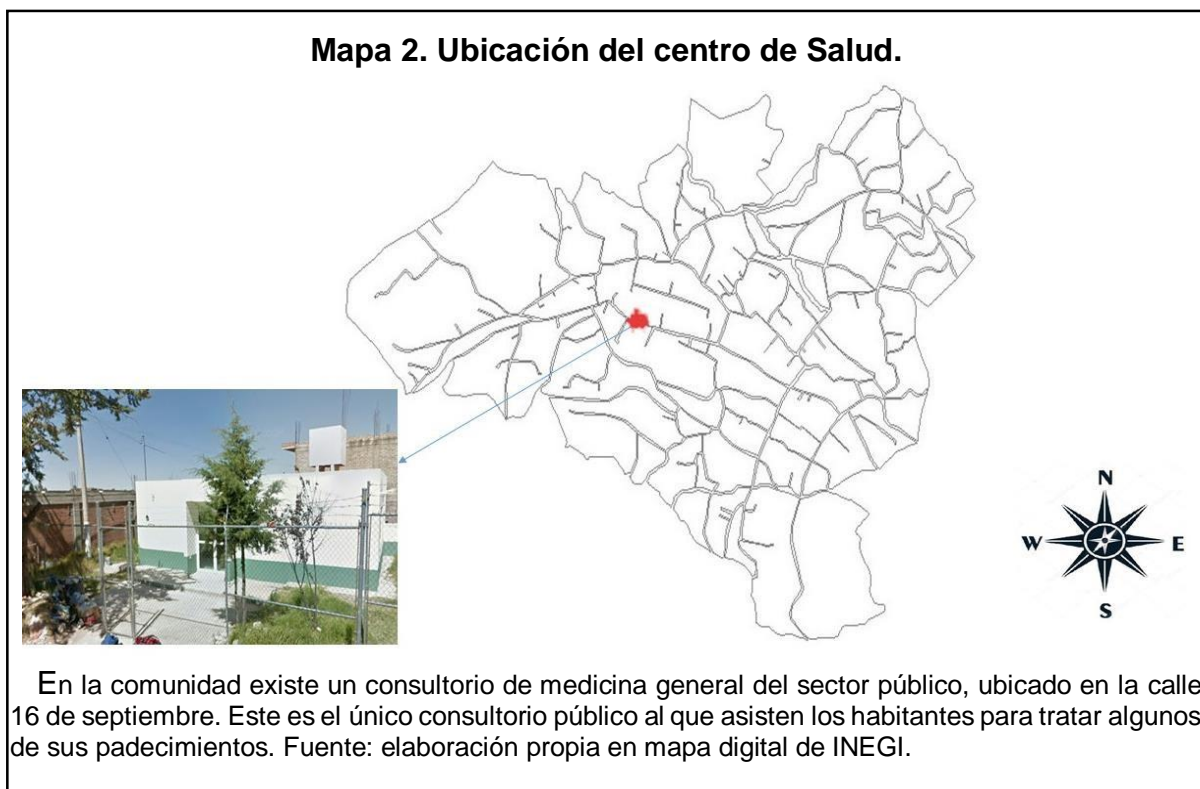 Mapa 2. Ubicación del centro de Salud.
N
W E
S
En la comunidad existe un consultorio de medicina general del sector público, ubicado en la calle
16 de septiembre. Este es el único consultorio público al que asisten los habitantes para tratar algunos
de sus padecimientos. Fuente: elaboración propia en mapa digital de INEGI.